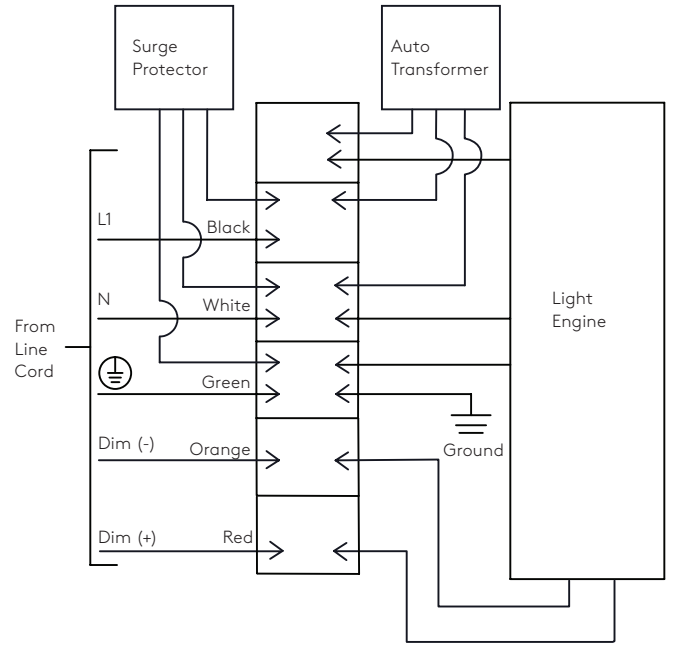 Surge
Protector
Auto
Transformer
L1
Black
N
White
From
Line
Cord
Green
Light
Engine
Dim (-)
Orange
Ground
Dim (+)
Red